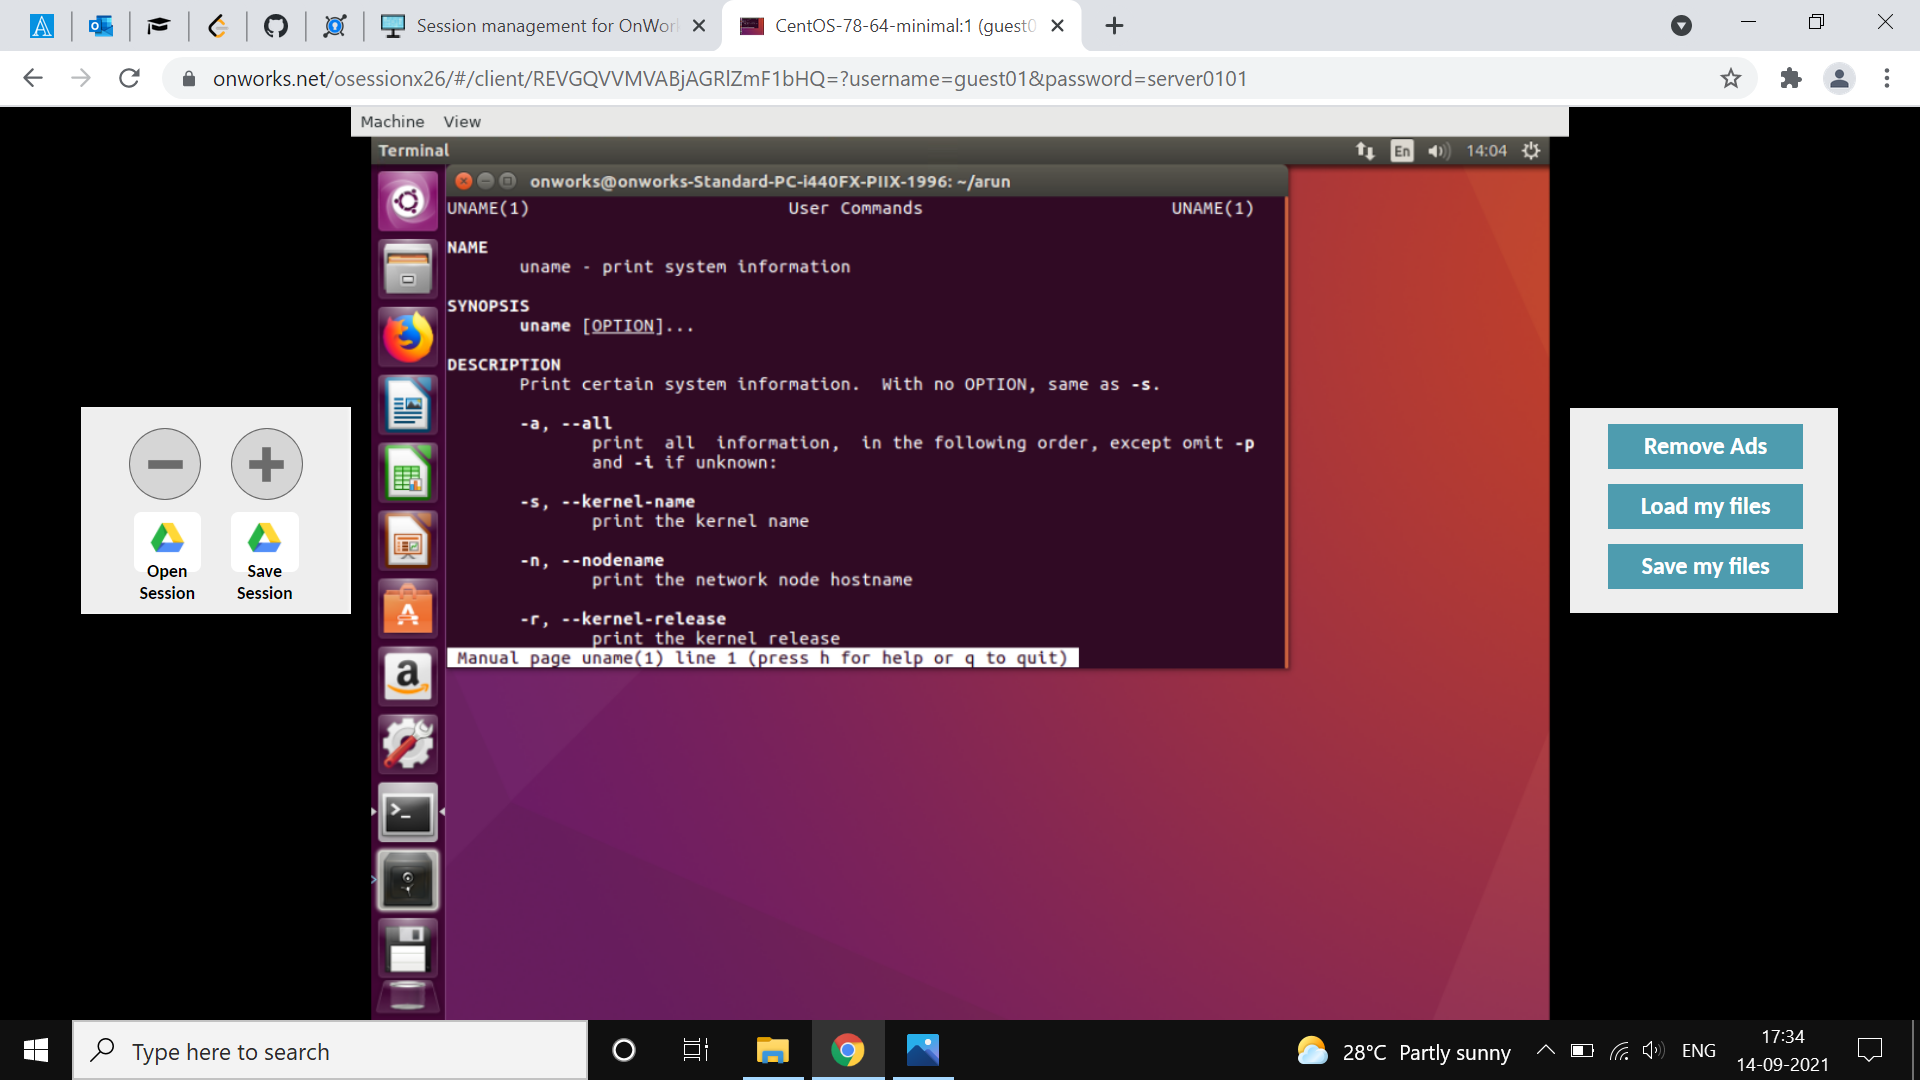 Session management for OnWor
CentOS-78-64-minimal:1 (guest0
onworks.net/osessionx26/#/client/REVGQVVMVABjAGRlZmF1bHQ=?username=guest01&password=server0101
Machine View
Terminal
En 14:04
onworks@onworks-Standard-PC-i440FX-PIIX-1996: ~/arun
UNAME(1) User Commands UNAME(1)
NAME
uname - print system information
SYNOPSIS
uname [OPTION]...
DESCRIPTION
Print certain system information. With no OPTION, same as -s.
-a, --all
print all information, in the following order, except omit -p
and -i if unknown:
-s, --kernel-name
print the kernel name
-n, --nodename
print the network node hostname
-r, --kernel-release
print the kernel release
Manual page uname(1) line 1 (press h for help or q to quit)
Open
Session
Save
Session
Remove Ads
Load my files
Save my files
Type here to search
28°C Partly sunny
ENG
17:34
14-09-2021